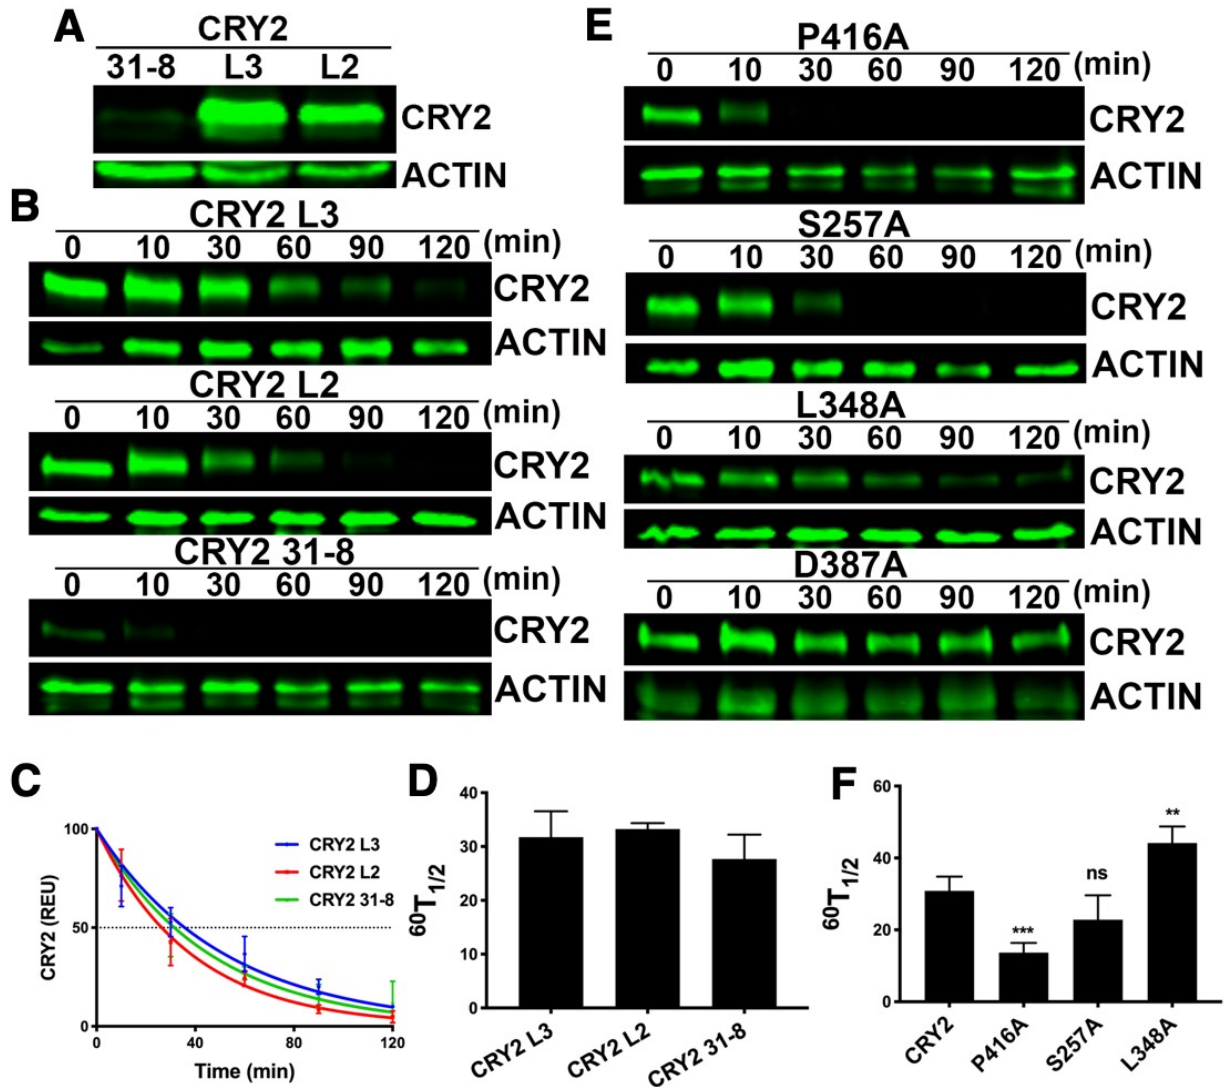 A
CRY2
31-8 L3 L2
CRY2
ACTIN
B
CRY2 L3
0 10 30 60 90 120 (min)
CRY2
ACTIN
CRY2 L2
0 10 30 60 90 120 (min)
CRY2
ACTIN
CRY2 31-8
0 10 30 60 90 120 (min)
CRY2
ACTIN
E
P416A
0 10 30 60 90 120 (min)
CRY2
ACTIN
S257A
0 10 30 60 90 120 (min)
CRY2
ACTIN
L348A
0 10 30 60 90 120 (min)
CRY2
ACTIN
D387A
0 10 30 60 90 120 (min)
CRY2
ACTIN
C
CRY2 (REU)
100
50
0
0 40 80 120
Time (min)
CRY2 L3
CRY2 L2
CRY2 31-8
D
60T1/2
40
30
20
10
0
CRY2 L3
CRY2 L2
CRY2 31-8
F
60T1/2
60
40
20
0
***
ns
**
CRY2
P416A
S257A
L348A